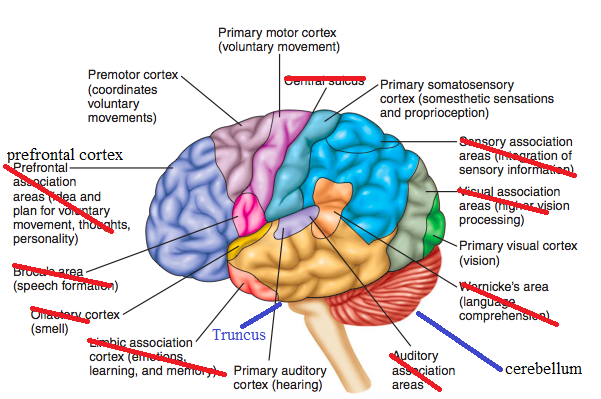 Primary motor cortex
(voluntary movement)
Central sulcus
Premotor cortex
(coordinates
voluntary
movements)
Primary somatosensory
cortex (somesthetic sensations
and proprioception)
Sensory association
areas (integration of
sensory information)
prefrontal cortex
Prefrontal
association
areas (idea and
plan for voluntary
movement, thoughts,
personality)
Visual association
areas (higher vision
processing)
Primary visual cortex
(vision)
Broca's area
(speech formation)
Wernicke's area
(language
comprehension)
Olfactory cortex
(smell)
Limbic association
cortex (emotions,
learning, and memory)
Truncus
Primary auditory
cortex (hearing)
Auditory
association
areas
cerebellum